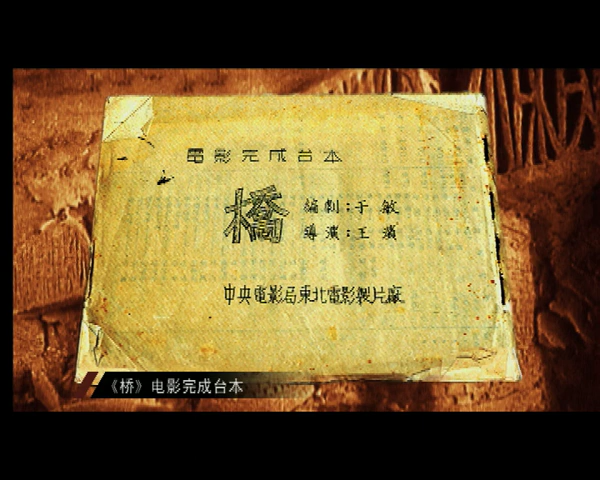 電影完成台本
橋
編劇：于敏
導演：王濱
中央電影局東北電影製片廠
《桥》电影完成台本